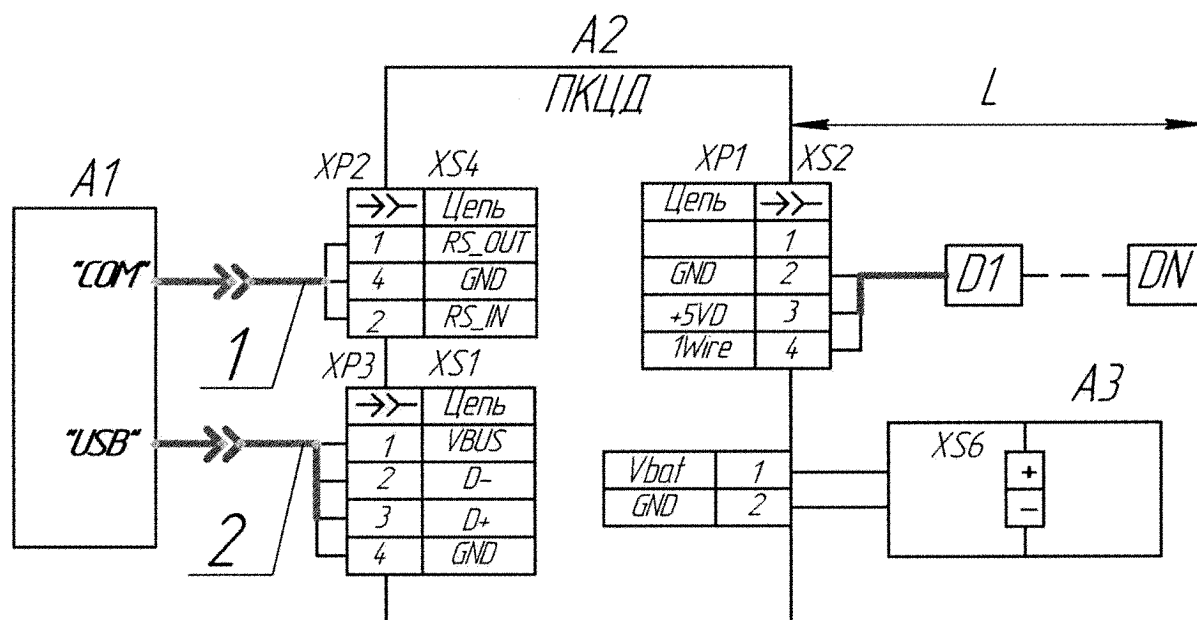 A2
ПКЦД
L
A1
XP2 XS4
Цепь
1 RS_OUT
4 GND
2 RS_IN
"COM"
1
XP3 XS1
Цепь
1 VBUS
2 D-
3 D+
4 GND
"USB"
2
XP1 XS2
Цепь
1
GND 2
+5VD 3
1Wire 4
D1
DN
A3
Vbat 1
GND 2
XS6
+
-